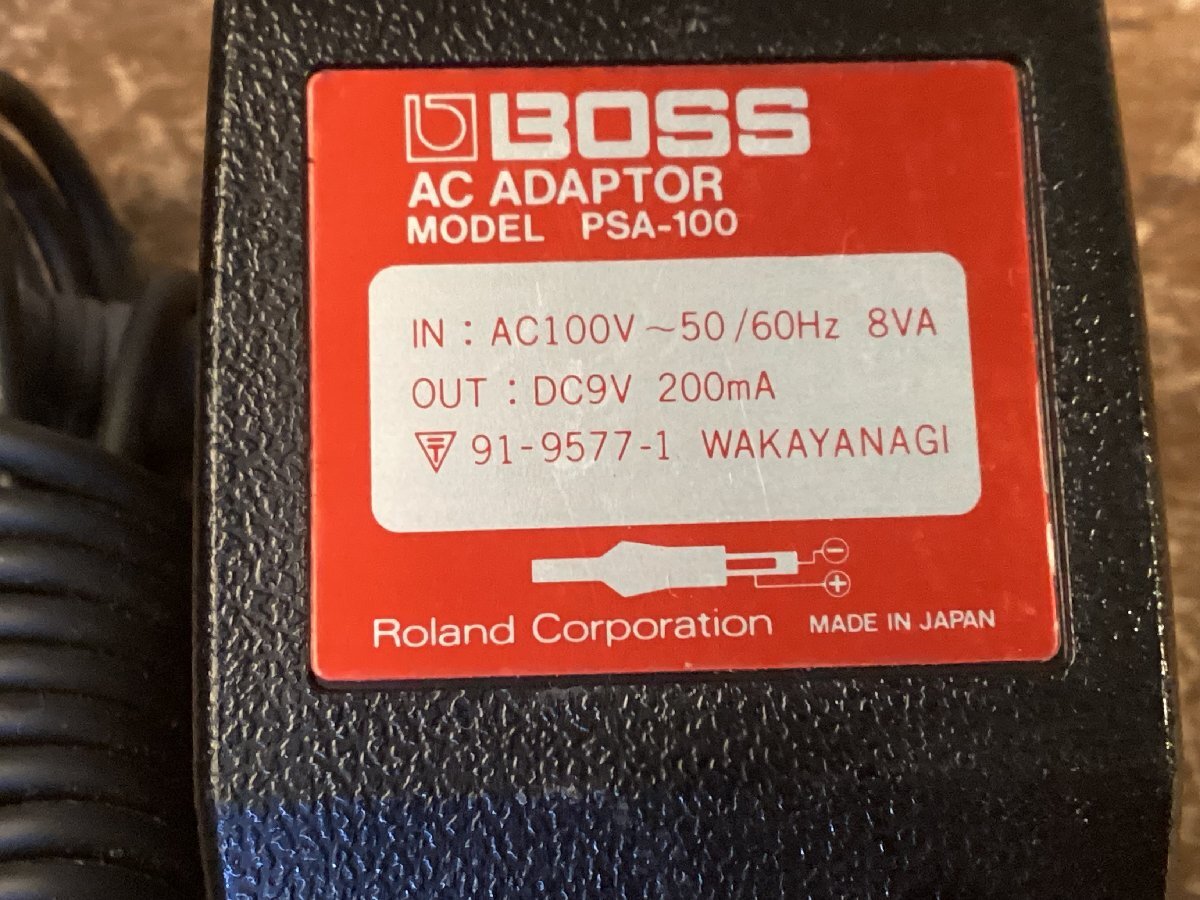 BOSS
AC ADAPTOR
MODEL PSA-100
IN : AC100V ~50/60Hz 8VA
OUT : DC9V 200mA
91-9577-1 WAKAYANAGI
Roland Corporation MADE IN JAPAN